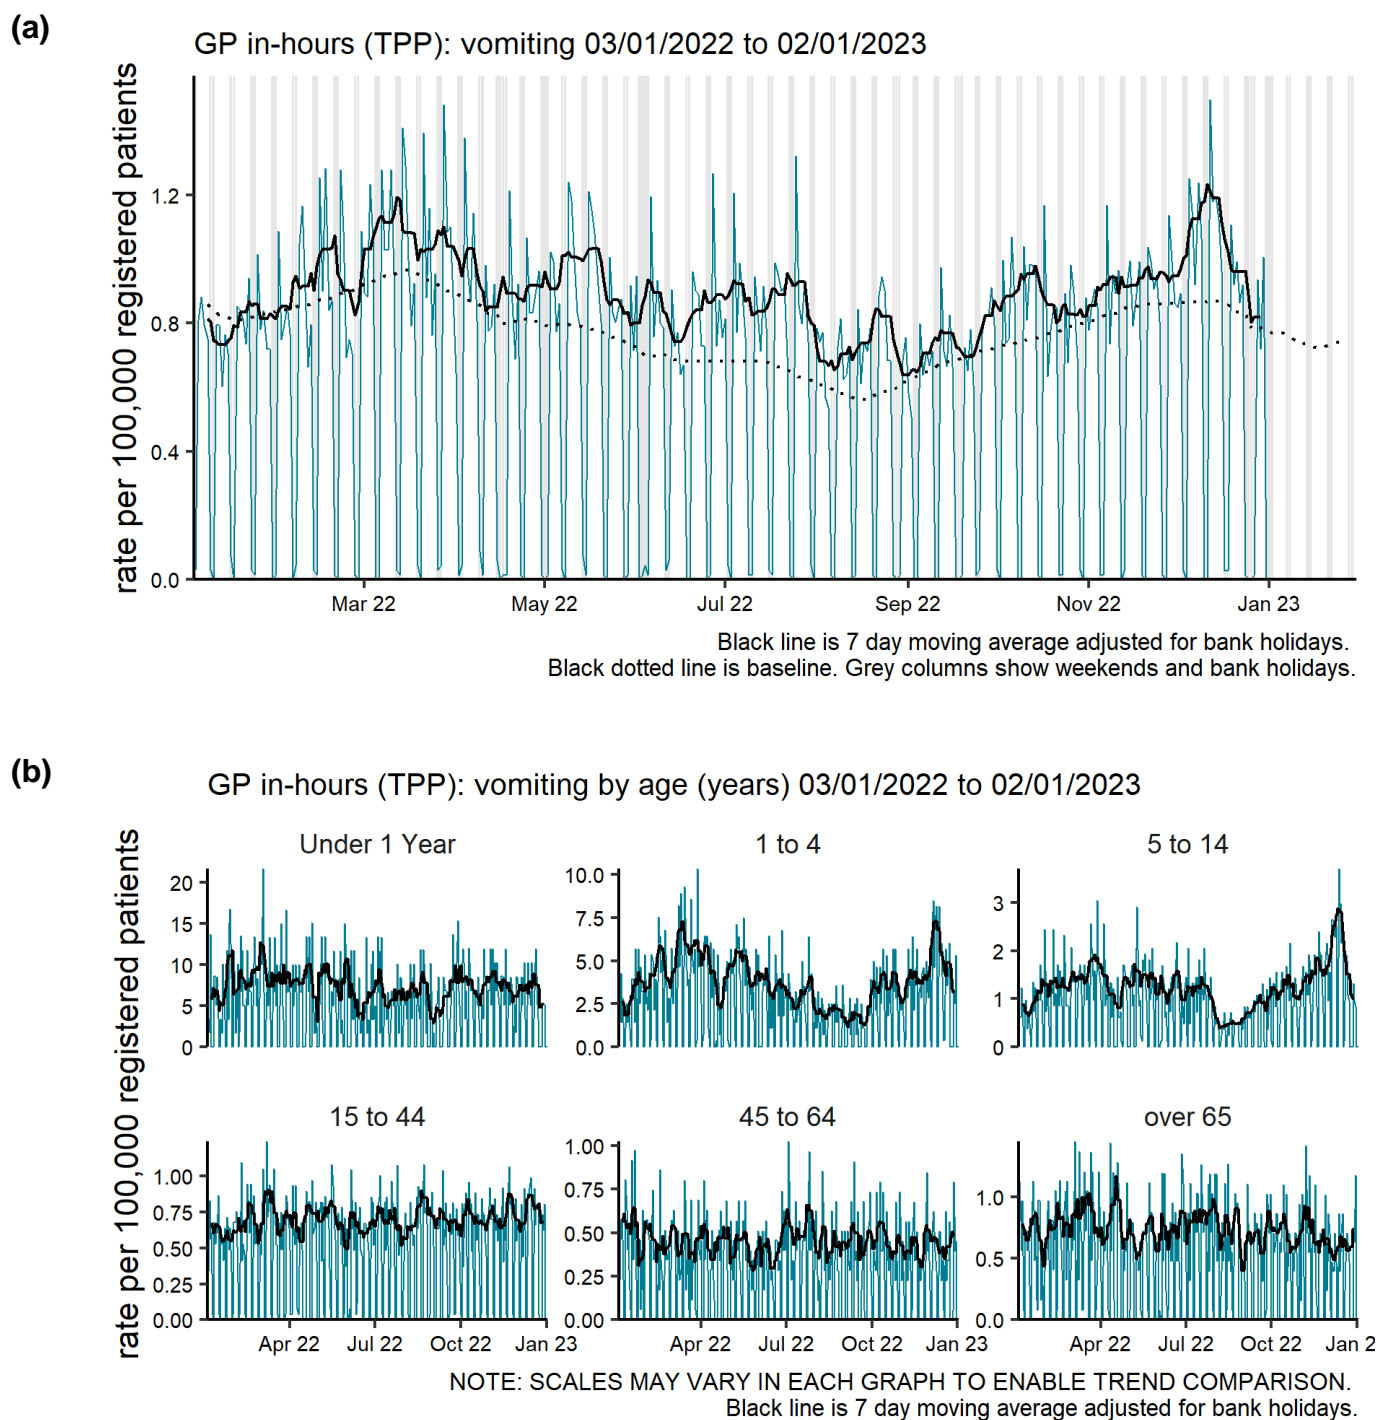 (a)
GP in-hours (TPP): vomiting 03/01/2022 to 02/01/2023
rate per 100,000 registered patients
1.2
0.8
0.4
0.0
Mar 22 May 22 Jul 22 Sep 22 Nov 22 Jan 23
Black line is 7 day moving average adjusted for bank holidays.
Black dotted line is baseline. Grey columns show weekends and bank holidays.
(b)
GP in-hours (TPP): vomiting by age (years) 03/01/2022 to 02/01/2023
rate per 100,000 registered patients
Under 1 Year
20
15
10
5
0
1 to 4
10.0
7.5
5.0
2.5
0.0
5 to 14
3
2
1
0
15 to 44
1.00
0.75
0.50
0.25
0.00
Apr 22 Jul 22 Oct 22 Jan 23
45 to 64
1.00
0.75
0.50
0.25
0.00
Apr 22 Jul 22 Oct 22 Jan 23
over 65
1.0
0.5
0.0
Apr 22 Jul 22 Oct 22 Jan 2
NOTE: SCALES MAY VARY IN EACH GRAPH TO ENABLE TREND COMPARISON.
Black line is 7 day moving average adjusted for bank holidays.